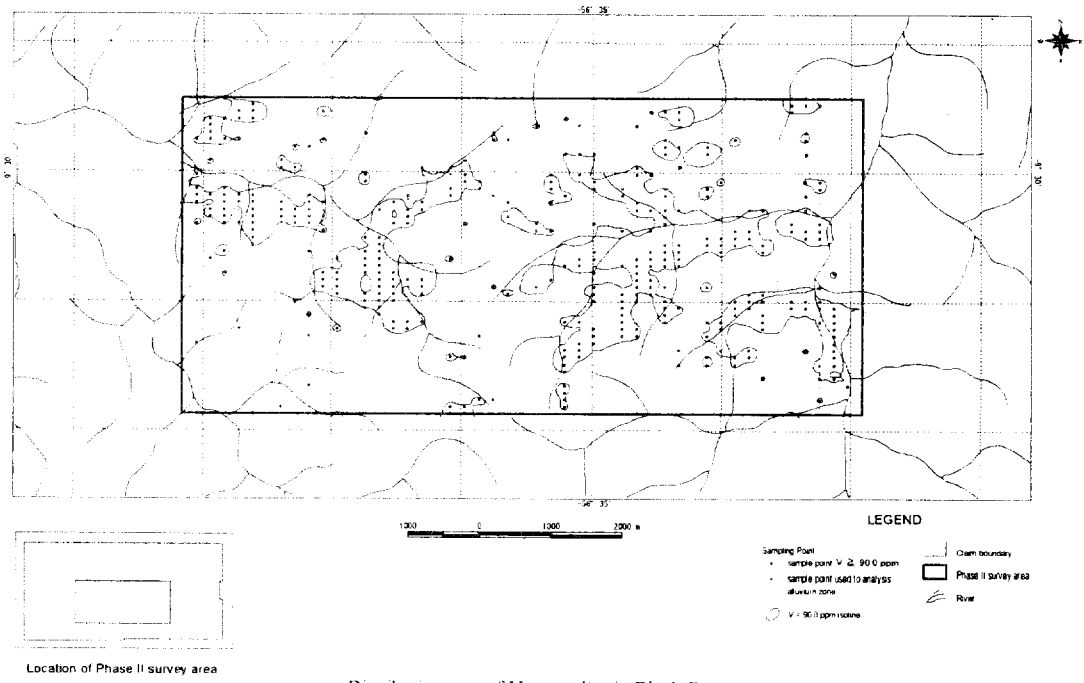 -56° 35'
-9° 30'
9° 30'
-56° 35'
1000 0 1000 2000 m
LEGEND
Sampling Point
sample point V ≥ 90.0 ppm
sample point used to analysis
alluvium zone
V = 90.0 ppm isoline
Claim boundary
Phase II survey area
River
Location of Phase II survey area